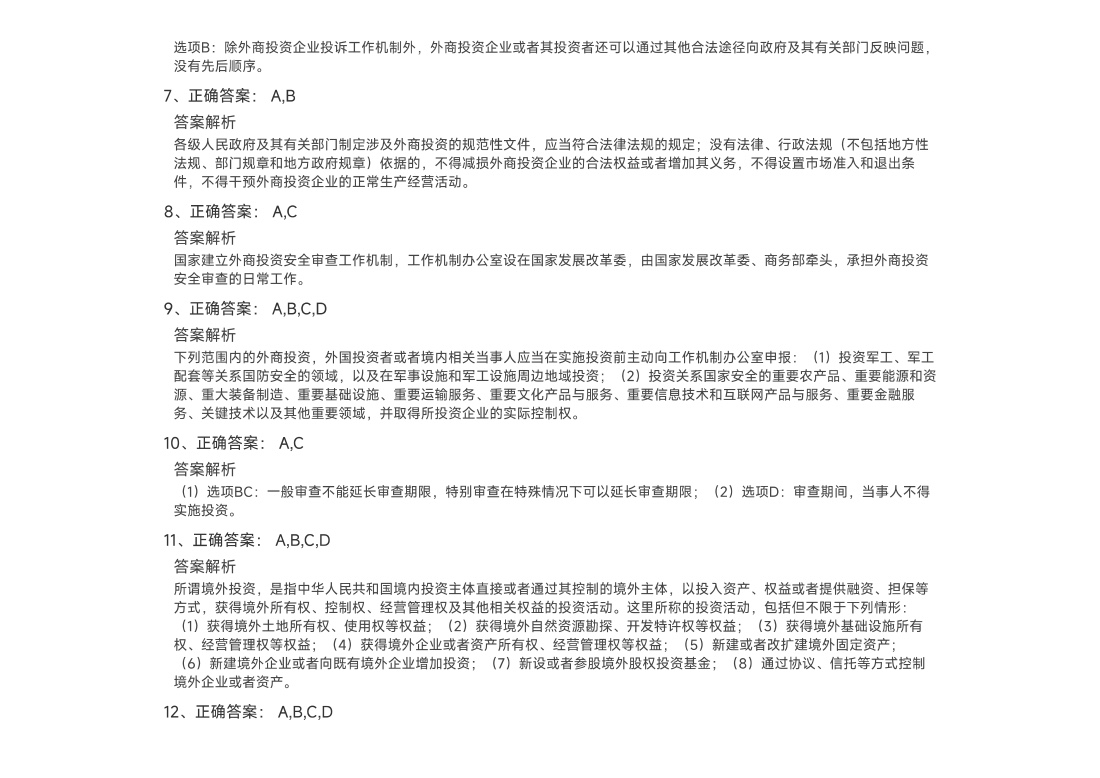 选项B：除外商投资企业投诉工作机制外，外商投资企业或者其投资者还可以通过其他合法途径向政府及其有关部门反映问题，
没有先后顺序。
7、正确答案： A,B
答案解析
各级人民政府及其有关部门制定涉及外商投资的规范性文件，应当符合法律法规的规定；没有法律、行政法规（不包括地方性
法规、部门规章和地方政府规章）依据的，不得减损外商投资企业的合法权益或者增加其义务，不得设置市场准入和退出条
件，不得干预外商投资企业的正常生产经营活动。
8、正确答案： A,C
答案解析
国家建立外商投资安全审查工作机制，工作机制办公室设在国家发展改革委，由国家发展改革委、商务部牵头，承担外商投资
安全审查的日常工作。
9、正确答案： A,B,C,D
答案解析
下列范围内的外商投资，外国投资者或者境内相关当事人应当在实施投资前主动向工作机制办公室申报：（1）投资军工、军工
配套等关系国防安全的领域，以及在军事设施和军工设施周边地域投资；（2）投资关系国家安全的重要农产品、重要能源和资
源、重大装备制造、重要基础设施、重要运输服务、重要文化产品与服务、重要信息技术和互联网产品与服务、重要金融服
务、关键技术以及其他重要领域，并取得所投资企业的实际控制权。
10、正确答案： A,C
答案解析
（1）选项BC：一般审查不能延长审查期限，特别审查在特殊情况下可以延长审查期限；（2）选项D：审查期间，当事人不得
实施投资。
11、正确答案： A,B,C,D
答案解析
所谓境外投资，是指中华人民共和国境内投资主体直接或者通过其控制的境外主体，以投入资产、权益或者提供融资、担保等
方式，获得境外所有权、控制权、经营管理权及其他相关权益的投资活动。这里所称的投资活动，包括但不限于下列情形：
（1）获得境外土地所有权、使用权等权益；（2）获得境外自然资源勘探、开发特许权等权益；（3）获得境外基础设施所有
权、经营管理权等权益；（4）获得境外企业或者资产所有权、经营管理权等权益；（5）新建或者改扩建境外固定资产；
（6）新建境外企业或者向既有境外企业增加投资；（7）新设或者参股境外股权投资基金；（8）通过协议、信托等方式控制
境外企业或者资产。
12、正确答案： A,B,C,D